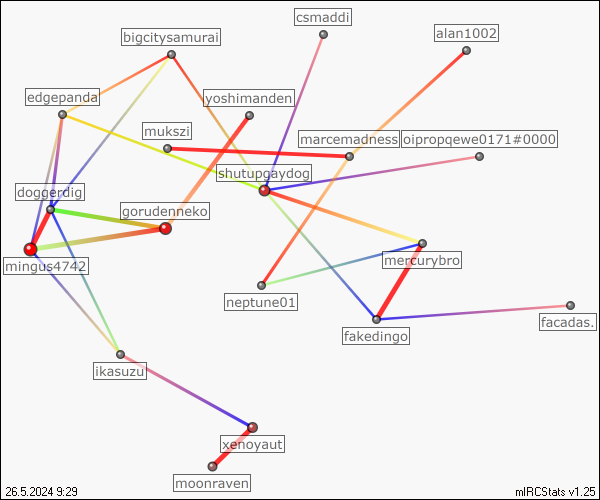 csmaddi
alan1002
bigcitysamurai
edgepanda
yoshimanden
mukszi
marcemadness
oipropqewe0171#0000
shutupgaydog
doggerdig
gorudenneko
mingus4742
mercurybro
neptune01
facadas.
fakedingo
ikasuzu
xenoyaut
moonraven
26.5.2024 9:29
mIRCStats v1.25